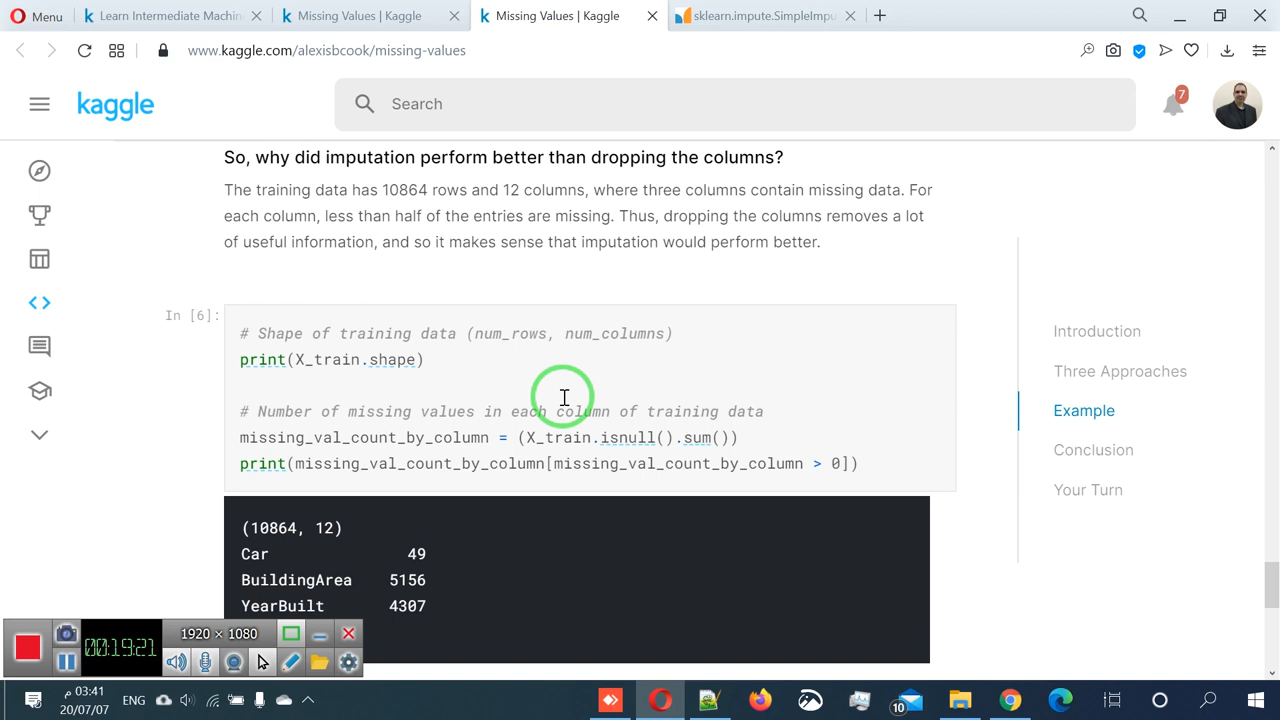 Menu
Learn Intermediate Machin
Missing Values | Kaggle
Missing Values | Kaggle
sklearn.impute.SimpleImpu
www.kaggle.com/alexisbcook/missing-values
kaggle
Search
7
So, why did imputation perform better than dropping the columns?
The training data has 10864 rows and 12 columns, where three columns contain missing data. For
each column, less than half of the entries are missing. Thus, dropping the columns removes a lot
of useful information, and so it makes sense that imputation would perform better.
In [6]:
# Shape of training data (num_rows, num_columns)
print(X_train.shape)
# Number of missing values in each column of training data
missing_val_count_by_column = (X_train.isnull().sum())
print(missing_val_count_by_column[missing_val_count_by_column > 0])
(10864, 12)
Car 49
BuildingArea 5156
YearBuilt 4307
Introduction
Three Approaches
Example
Conclusion
Your Turn
00:19:21
1920 × 1080
03:41 م
20/07/07
ENG
10